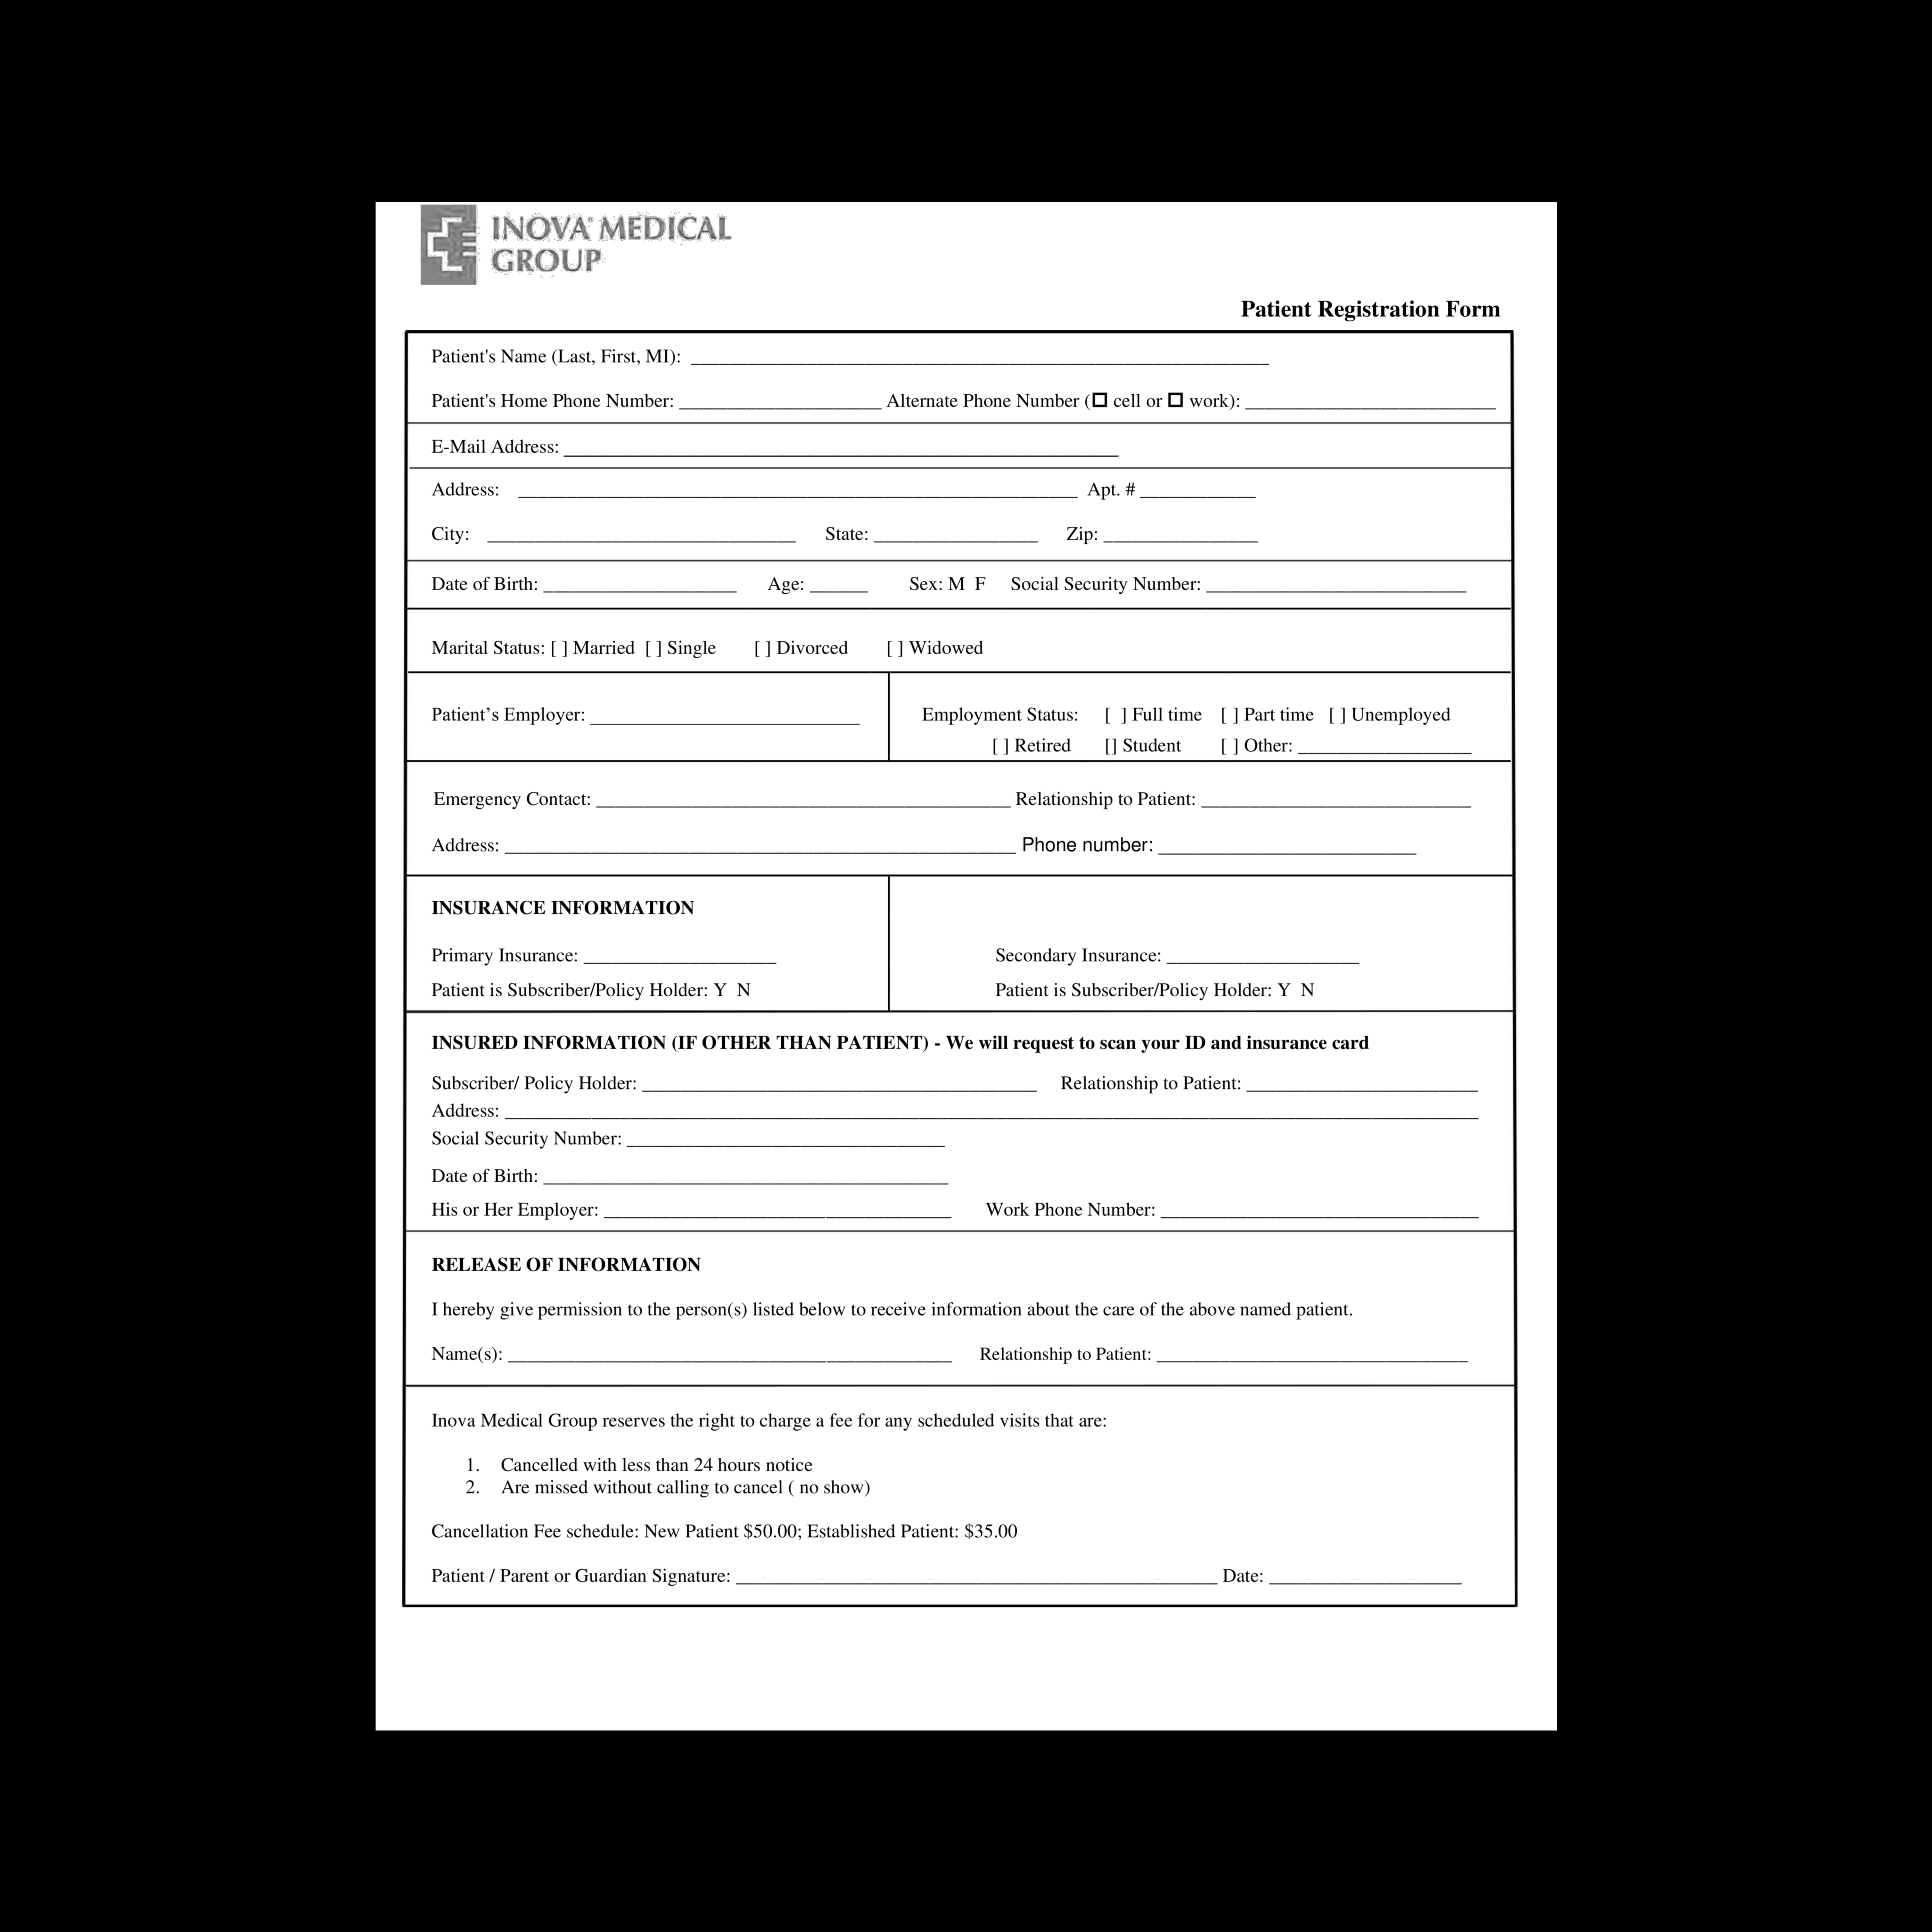 INOVA® MEDICAL
GROUP
Patient Registration Form
Patient's Name (Last, First, MI): ____________________________________________________________
Patient's Home Phone Number: _____________________ Alternate Phone Number (☐ cell or ☐ work): __________________________
E-Mail Address: ____________________________________________________
Address: __________________________________________________________ Apt. # ____________
City: ________________________________ State: _________________ Zip: ________________
Date of Birth: ____________________ Age: ______ Sex: M F Social Security Number: ___________________________
Marital Status: [ ] Married [ ] Single [ ] Divorced [ ] Widowed
Patient’s Employer: ____________________________ Employment Status: [ ] Full time [ ] Part time [ ] Unemployed
[ ] Retired [] Student [ ] Other: __________________
Emergency Contact: ___________________________________________ Relationship to Patient: ____________________________
Address: _____________________________________________________ Phone number: ________________________
INSURANCE INFORMATION
Primary Insurance: ____________________ Secondary Insurance: ____________________
Patient is Subscriber/Policy Holder: Y N Patient is Subscriber/Policy Holder: Y N
INSURED INFORMATION (IF OTHER THAN PATIENT) - We will request to scan your ID and insurance card
Subscriber/ Policy Holder: _________________________________________ Relationship to Patient: ________________________
Address: _____________________________________________________________________________________________________
Social Security Number: _________________________________
Date of Birth: __________________________________________
His or Her Employer: ____________________________________ Work Phone Number: _________________________________
RELEASE OF INFORMATION
I hereby give permission to the person(s) listed below to receive information about the care of the above named patient.
Name(s): ______________________________________________ Relationship to Patient: ________________________________
Inova Medical Group reserves the right to charge a fee for any scheduled visits that are:
1. Cancelled with less than 24 hours notice
2. Are missed without calling to cancel ( no show)
Cancellation Fee schedule: New Patient $50.00; Established Patient: $35.00
Patient / Parent or Guardian Signature: __________________________________________________ Date: ____________________